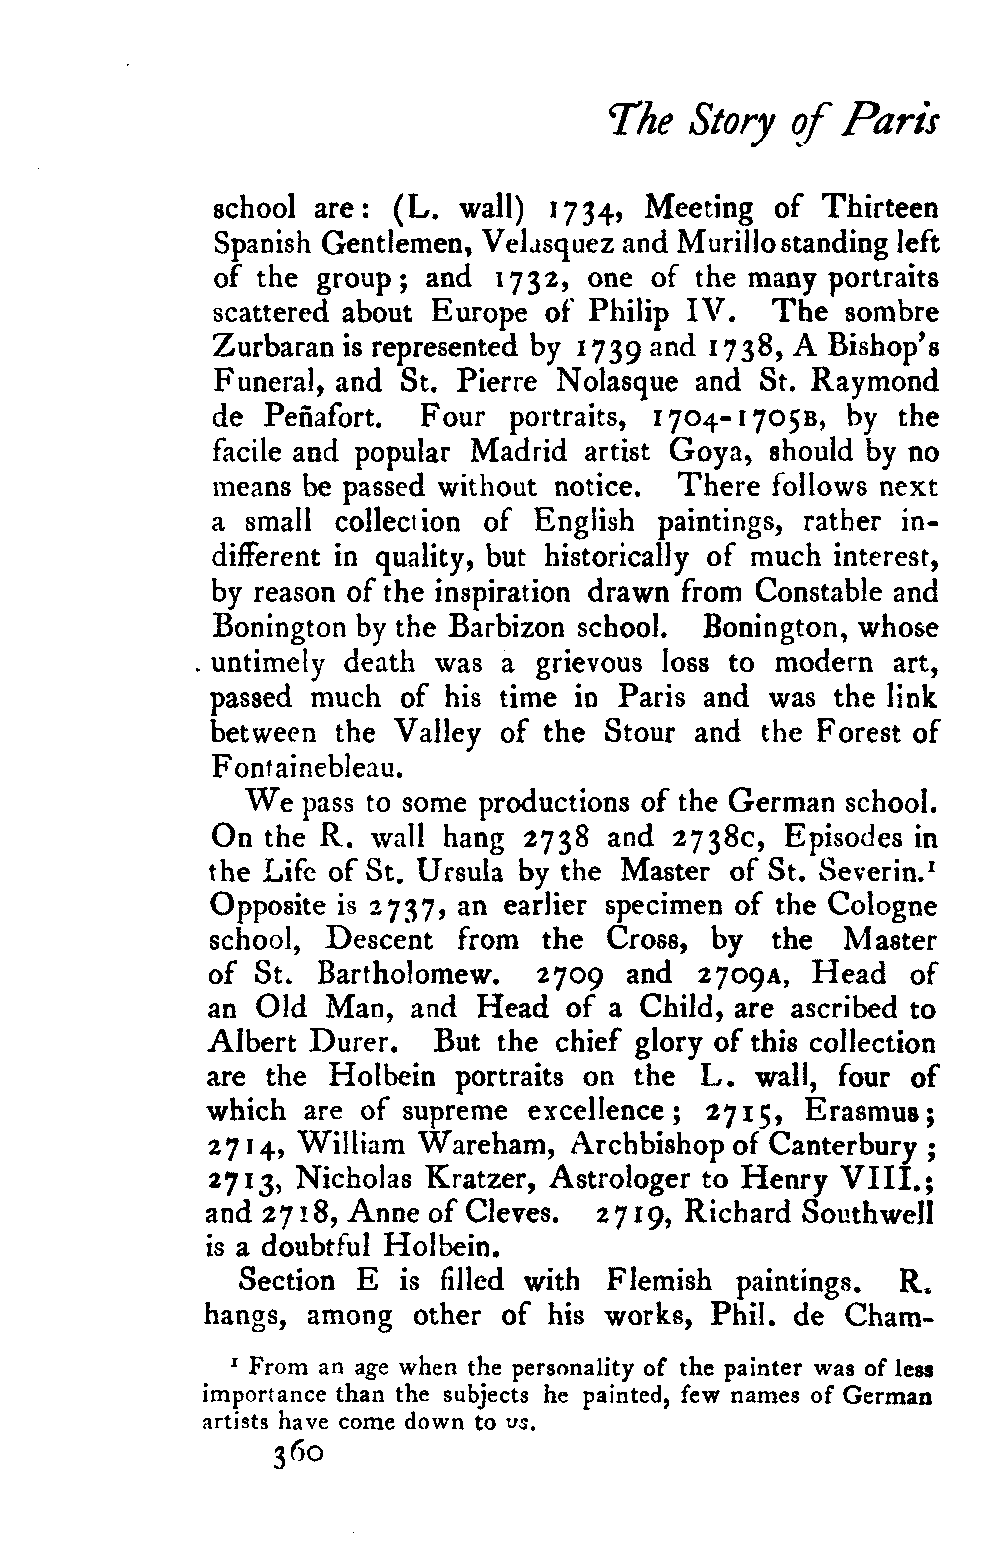 The Story of Paris
school are: (L. wall) 1734, Meeting of Thirteen
Spanish Gentlemen, Velasquez and Murillo standing left
of the group; and 1732, one of the many portraits
scattered about Europe of Philip IV. The sombre
Zurbaran is represented by 1739 and 1738, A Bishop's
Funeral, and St. Pierre Nolasque and St. Raymond
de Peñafort. Four portraits, 1704-1705B, by the
facile and popular Madrid artist Goya, should by no
means be passed without notice. There follows next
a small collection of English paintings, rather in-
different in quality, but historically of much interest,
by reason of the inspiration drawn from Constable and
Bonington by the Barbizon school. Bonington, whose
untimely death was a grievous loss to modern art,
passed much of his time in Paris and was the link
between the Valley of the Stour and the Forest of
Fontainebleau.
We pass to some productions of the German school.
On the R. wall hang 2738 and 2738C, Episodes in
the Life of St. Ursula by the Master of St. Severin.¹
Opposite is 2737, an earlier specimen of the Cologne
school, Descent from the Cross, by the Master
of St. Bartholomew. 2709 and 2709A, Head of
an Old Man, and Head of a Child, are ascribed to
Albert Durer. But the chief glory of this collection
are the Holbein portraits on the L. wall, four of
which are of supreme excellence; 2715, Erasmus;
2714, William Wareham, Archbishop of Canterbury;
2713, Nicholas Kratzer, Astrologer to Henry VIII.;
and 2718, Anne of Cleves. 2719, Richard Southwell
is a doubtful Holbein.
Section E is filled with Flemish paintings. R.
hangs, among other of his works, Phil. de Cham-
¹ From an age when the personality of the painter was of less
importance than the subjects he painted, few names of German
artists have come down to us.
360